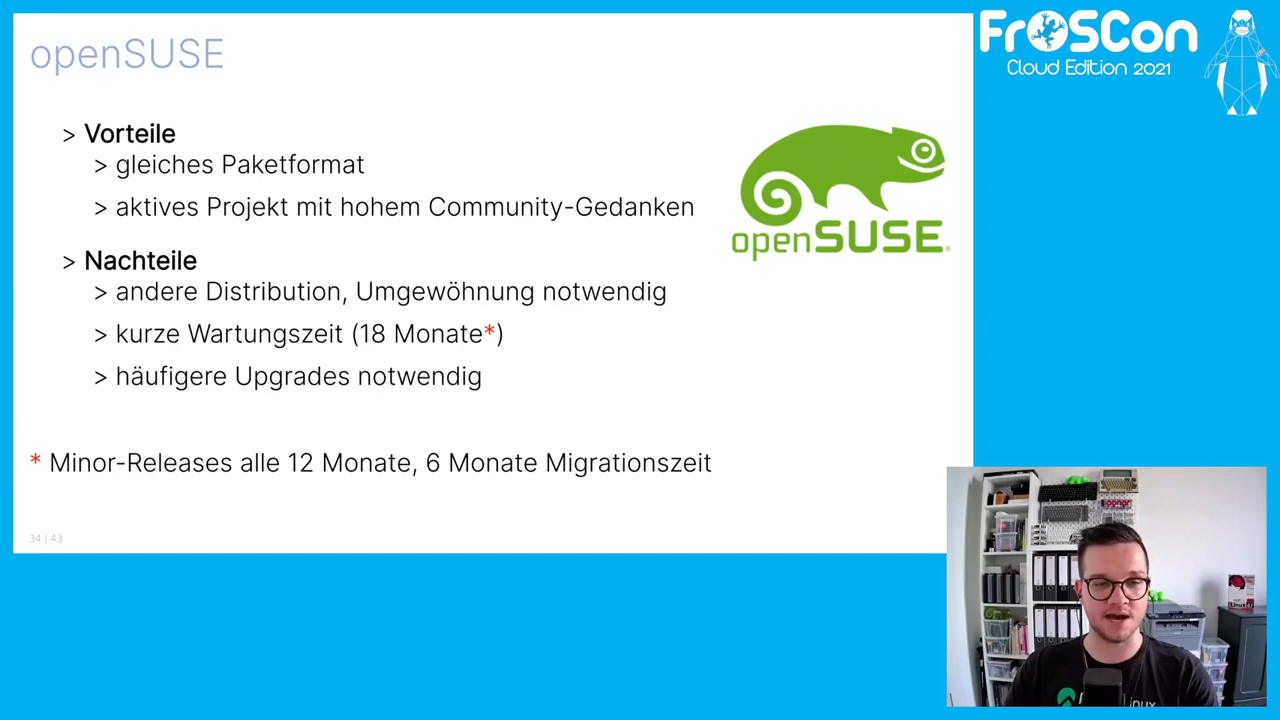 openSUSE
> Vorteile
> gleiches Paketformat
> aktives Projekt mit hohem Community-Gedanken
> Nachteile
> andere Distribution, Umgewöhnung notwendig
> kurze Wartungszeit (18 Monate*)
> häufigere Upgrades notwendig
* Minor-Releases alle 12 Monate, 6 Monate Migrationszeit
34 | 43
openSUSE
FrOSCon
Cloud Edition 2021